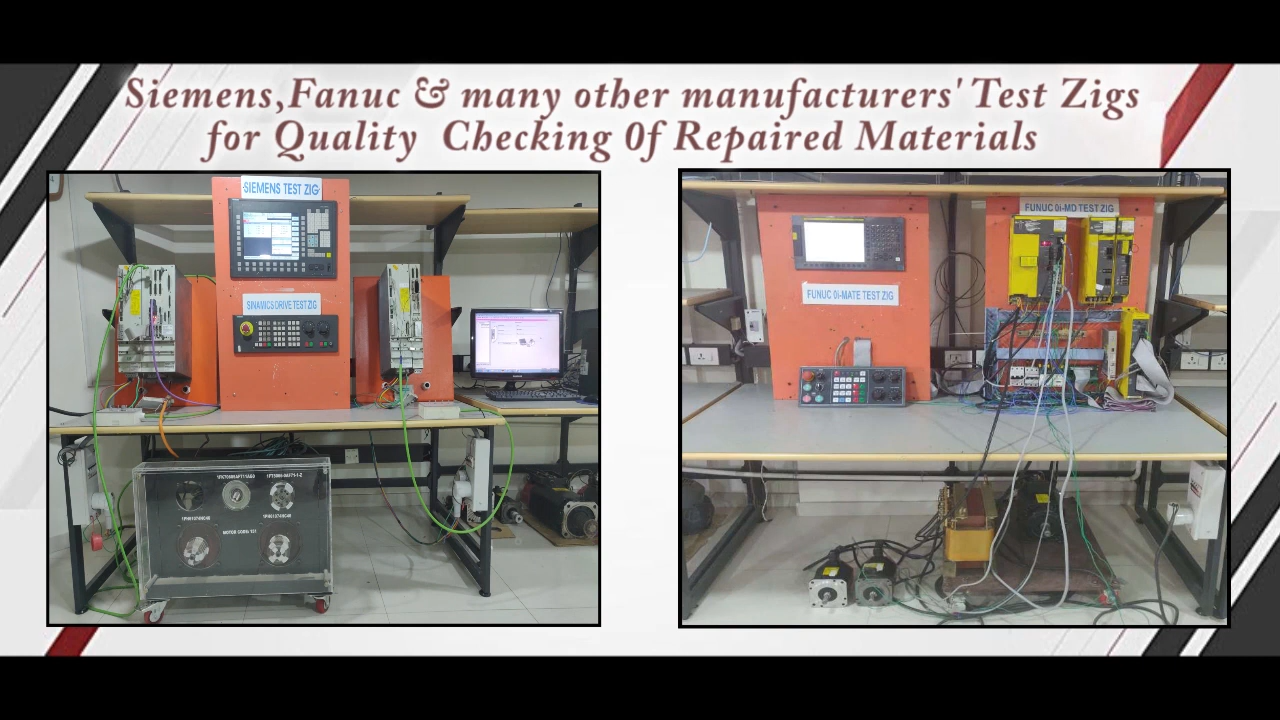 Siemens,Fanuc & many other manufacturers' Test Zigs
for Quality Checking 0f Repaired Materials
SIEMENS TEST ZIG
SINAMICS DRIVE TEST ZIG
MOTOR CODE: 121
FUNUC 0i-MATE TEST ZIG
FUNUC 0i-MD TEST ZIG